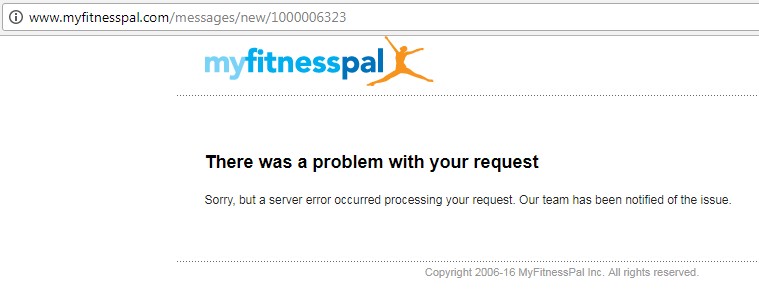 www.myfitnesspal.com/messages/new/1000006323
myfitnesspal
There was a problem with your request
Sorry, but a server error occurred processing your request. Our team has been notified of the issue.
Copyright 2006-16 MyFitnessPal Inc. All rights reserved.